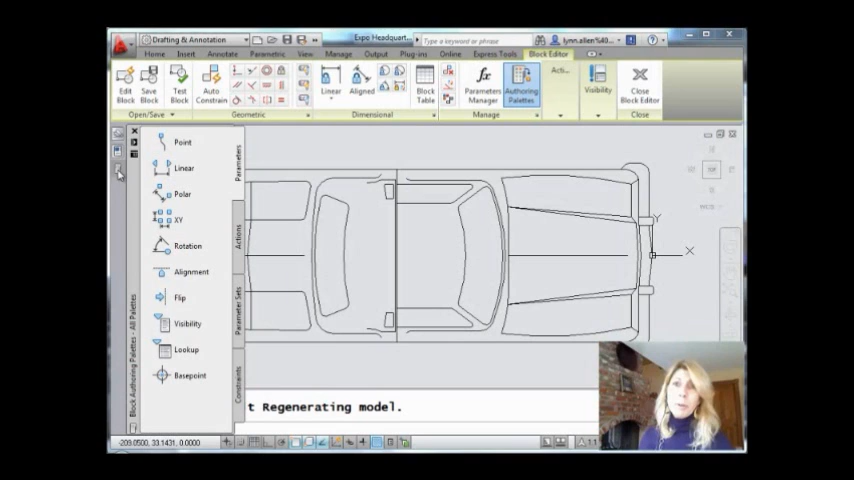 Drafting & Annotation
Expo Headquart...
Type a keyword or phrase
lynn.allen%40...
Home Insert Annotate Parametric View Manage Output Plug-ins Online Express Tools Block Editor
Edit Block
Save Block
Test Block
Auto Constrain
Linear
Aligned
Block Table
Parameters Manager
Authoring Palettes
Acti...
Visibility
Close Block Editor
Open/Save
Geometric
Dimensional
Manage
Close
Point
Linear
Polar
XY
Rotation
Alignment
Flip
Visibility
Lookup
Basepoint
Parameters
Actions
Parameter Sets
Constraints
Block Authoring Palettes - All Palettes
Y
X
t Regenerating model.
-209.0500, 33.1431, 0.0000
1:1